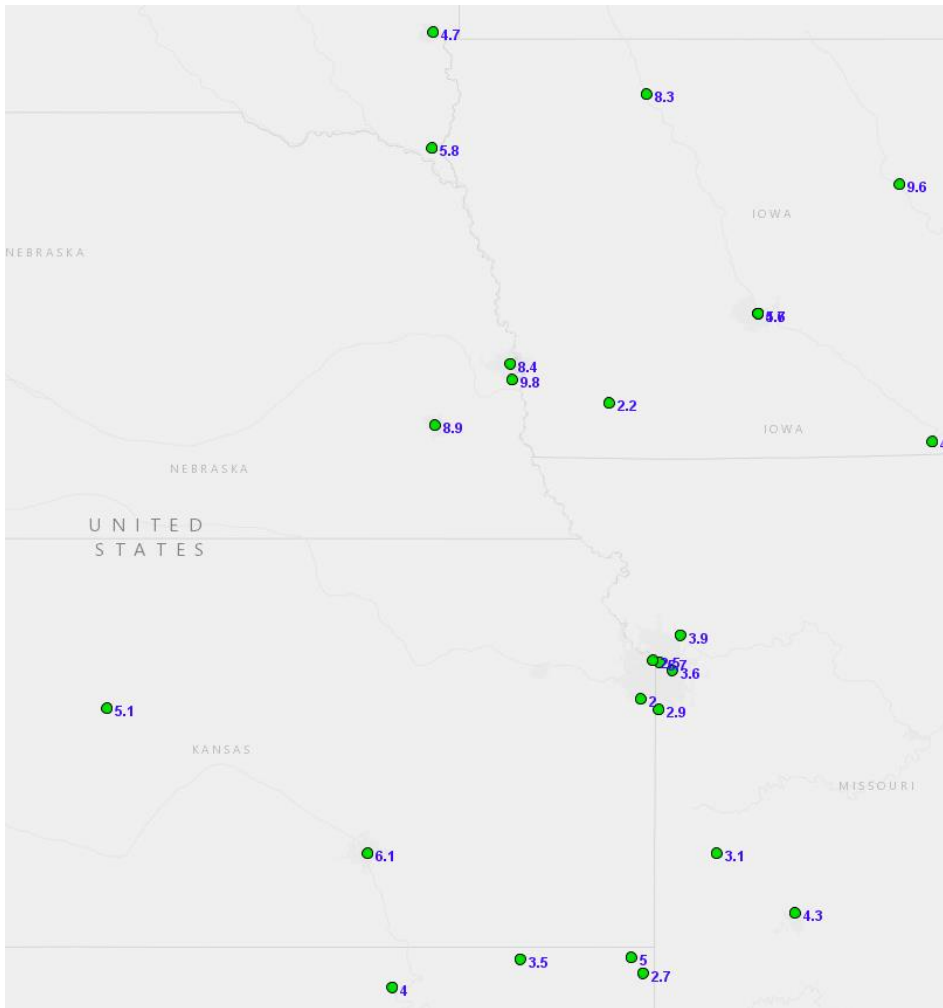 4.7
8.3
5.8
9.6
IOWA
NEBRASKA
8.4
9.8
2.2
8.9
IOWA
4
NEBRASKA
UNITED
STATES
3.9
3.6
2
2.9
5.1
KANSAS
MISSOURI
6.1
3.1
4.3
3.5
5
2.7
4